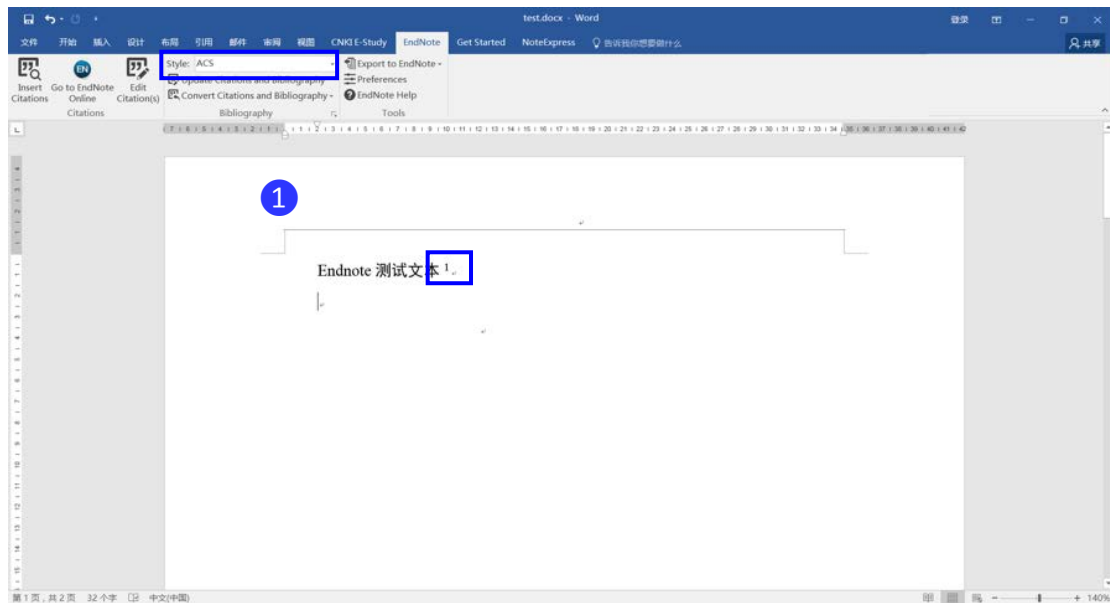 test.docx - Word
登录
文件 开始 插入 设计 布局 引用 邮件 审阅 视图 CNKI E-Study EndNote Get Started NoteExpress 告诉我你想要做什么 共享
Style: ACS
Export to EndNote
Insert Citations
Go to EndNote Online
Edit Citation(s)
Update Citations and Bibliography
Preferences
Convert Citations and Bibliography
EndNote Help
Citations Bibliography Tools
1
Endnote 测试文本 1
第1页，共2页 32个字 中文(中国) 140%